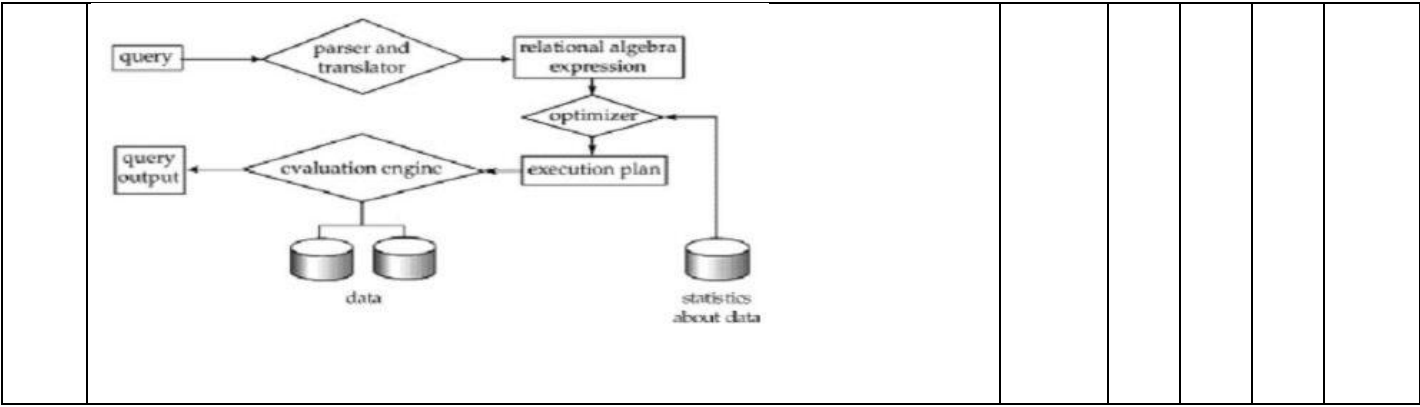 query
parser and
translator
relational algebra
expression
optimizer
query
output
evaluation engine
execution plan
data
statistics
about data